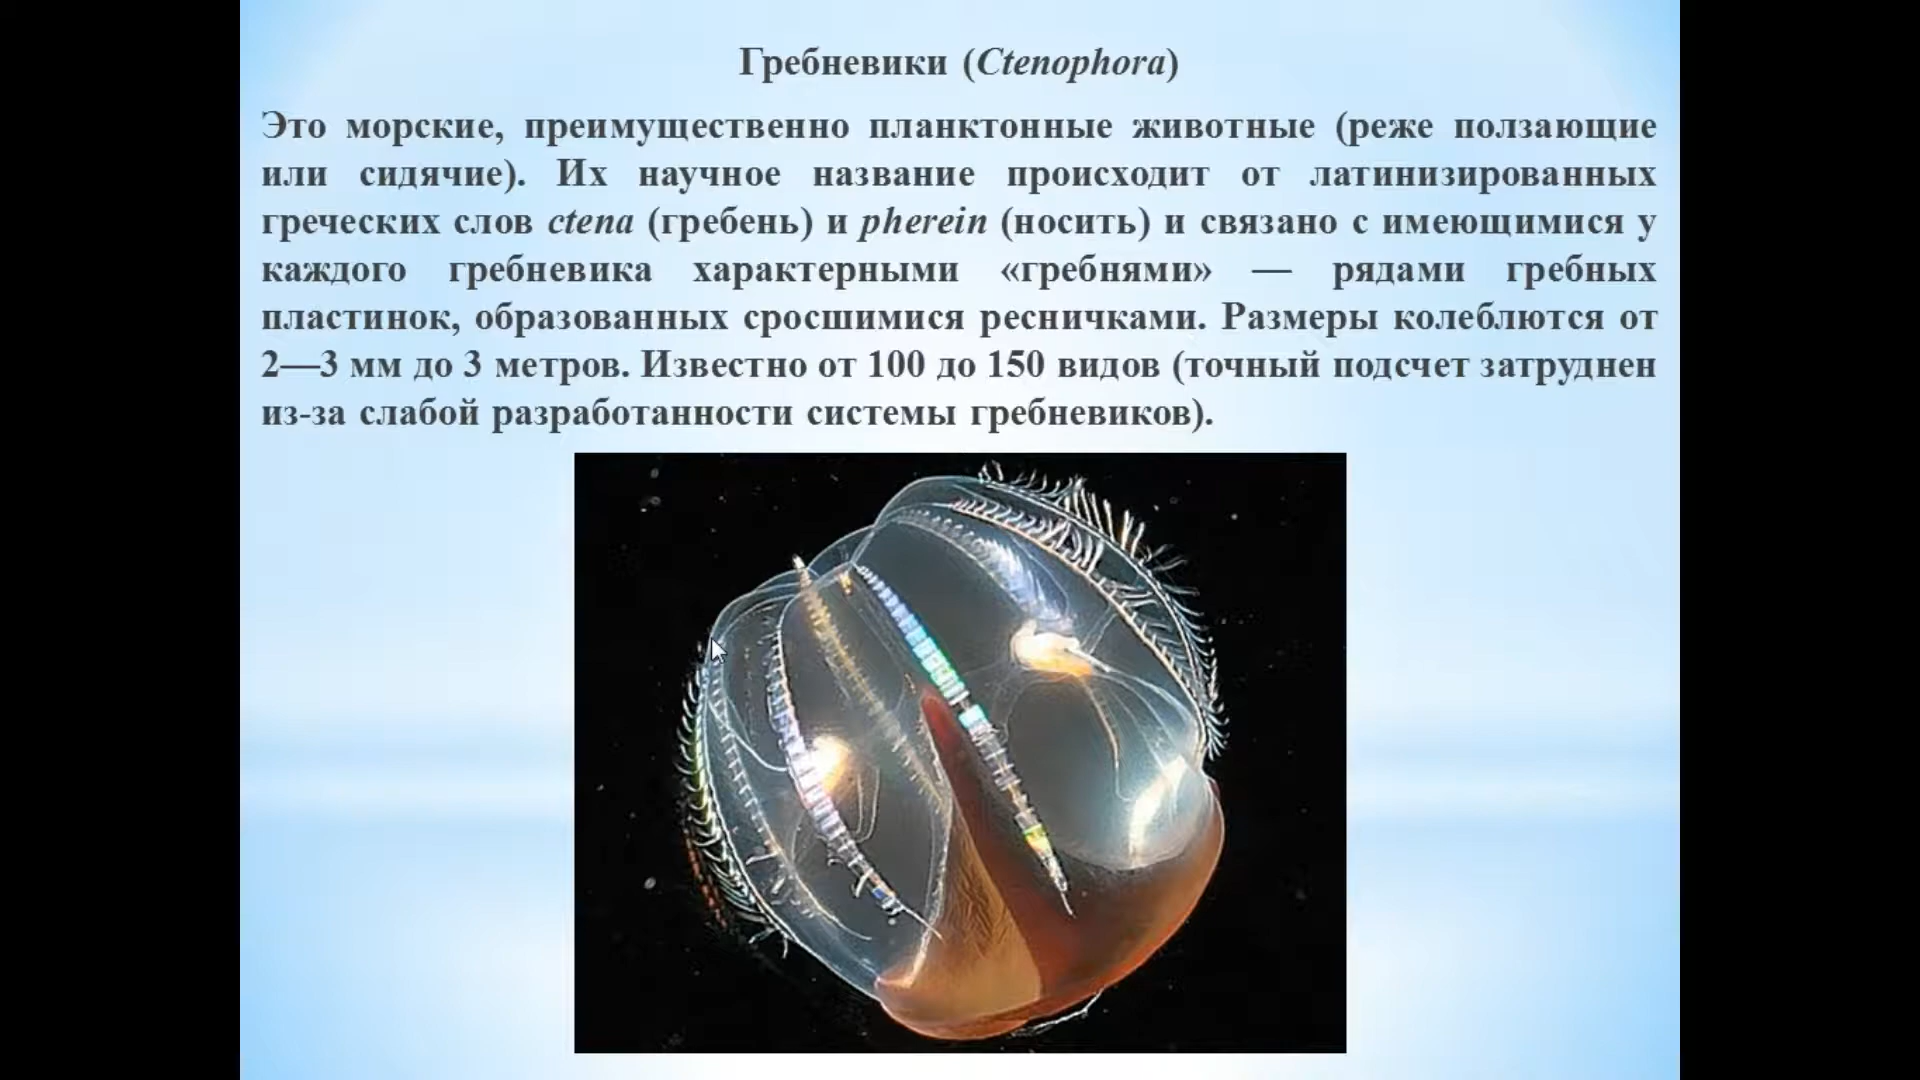 Гребневики (Ctenophora)
Это морские, преимущественно планктонные животные (реже ползающие
или сидячие). Их научное название происходит от латинизированных
греческих слов ctena (гребень) и pherein (носить) и связано с имеющимися у
каждого гребневика характерными «гребнями» — рядами гребных
пластинок, образованных сросшимися ресничками. Размеры колеблются от
2—3 мм до 3 метров. Известно от 100 до 150 видов (точный подсчет затруднен
из-за слабой разработанности системы гребневиков).